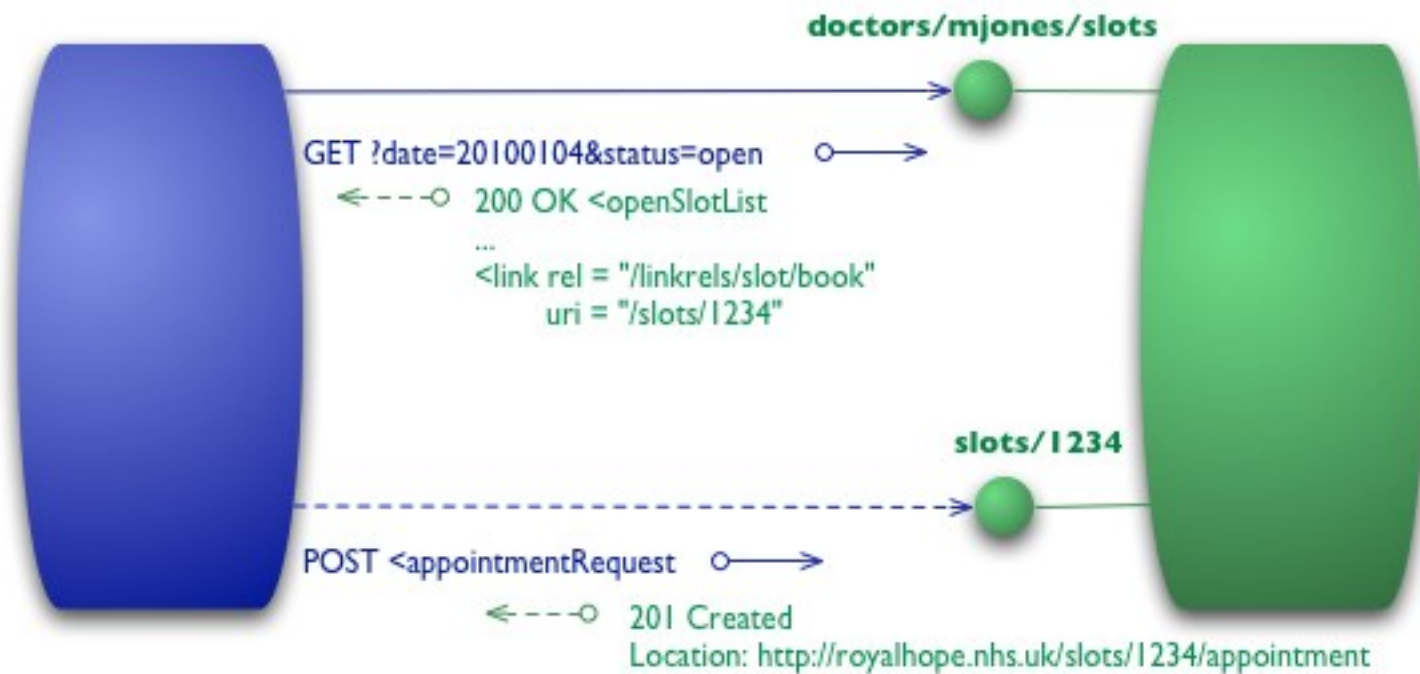 doctors/mjones/slots
GET ?date=20100104&status=open
200 OK <openSlotList
...
<link rel = "/linkrels/slot/book"
uri = "/slots/1234"
slots/1234
POST <appointmentRequest
201 Created
Location: http://royalhope.nhs.uk/slots/1234/appointment